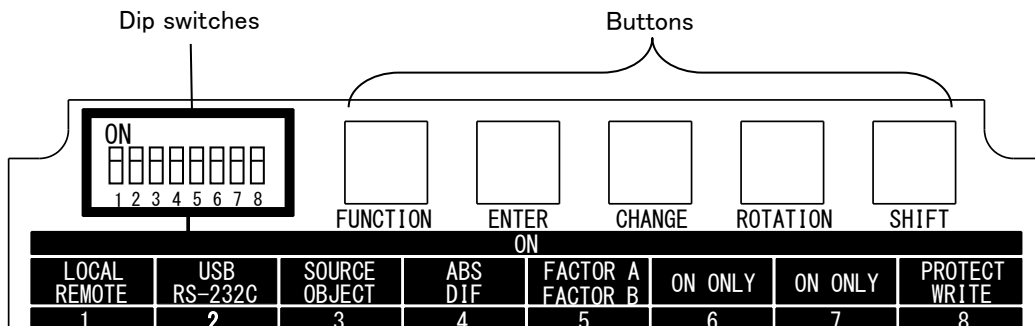 Dip switches
Buttons
ON
1 2 3 4 5 6 7 8
FUNCTION ENTER CHANGE ROTATION SHIFT
ON
LOCAL USB SOURCE ABS FACTOR A ON ONLY ON ONLY PROTECT
REMOTE RS-232C OBJECT DIF FACTOR B WRITE
1 2 3 4 5 6 7 8